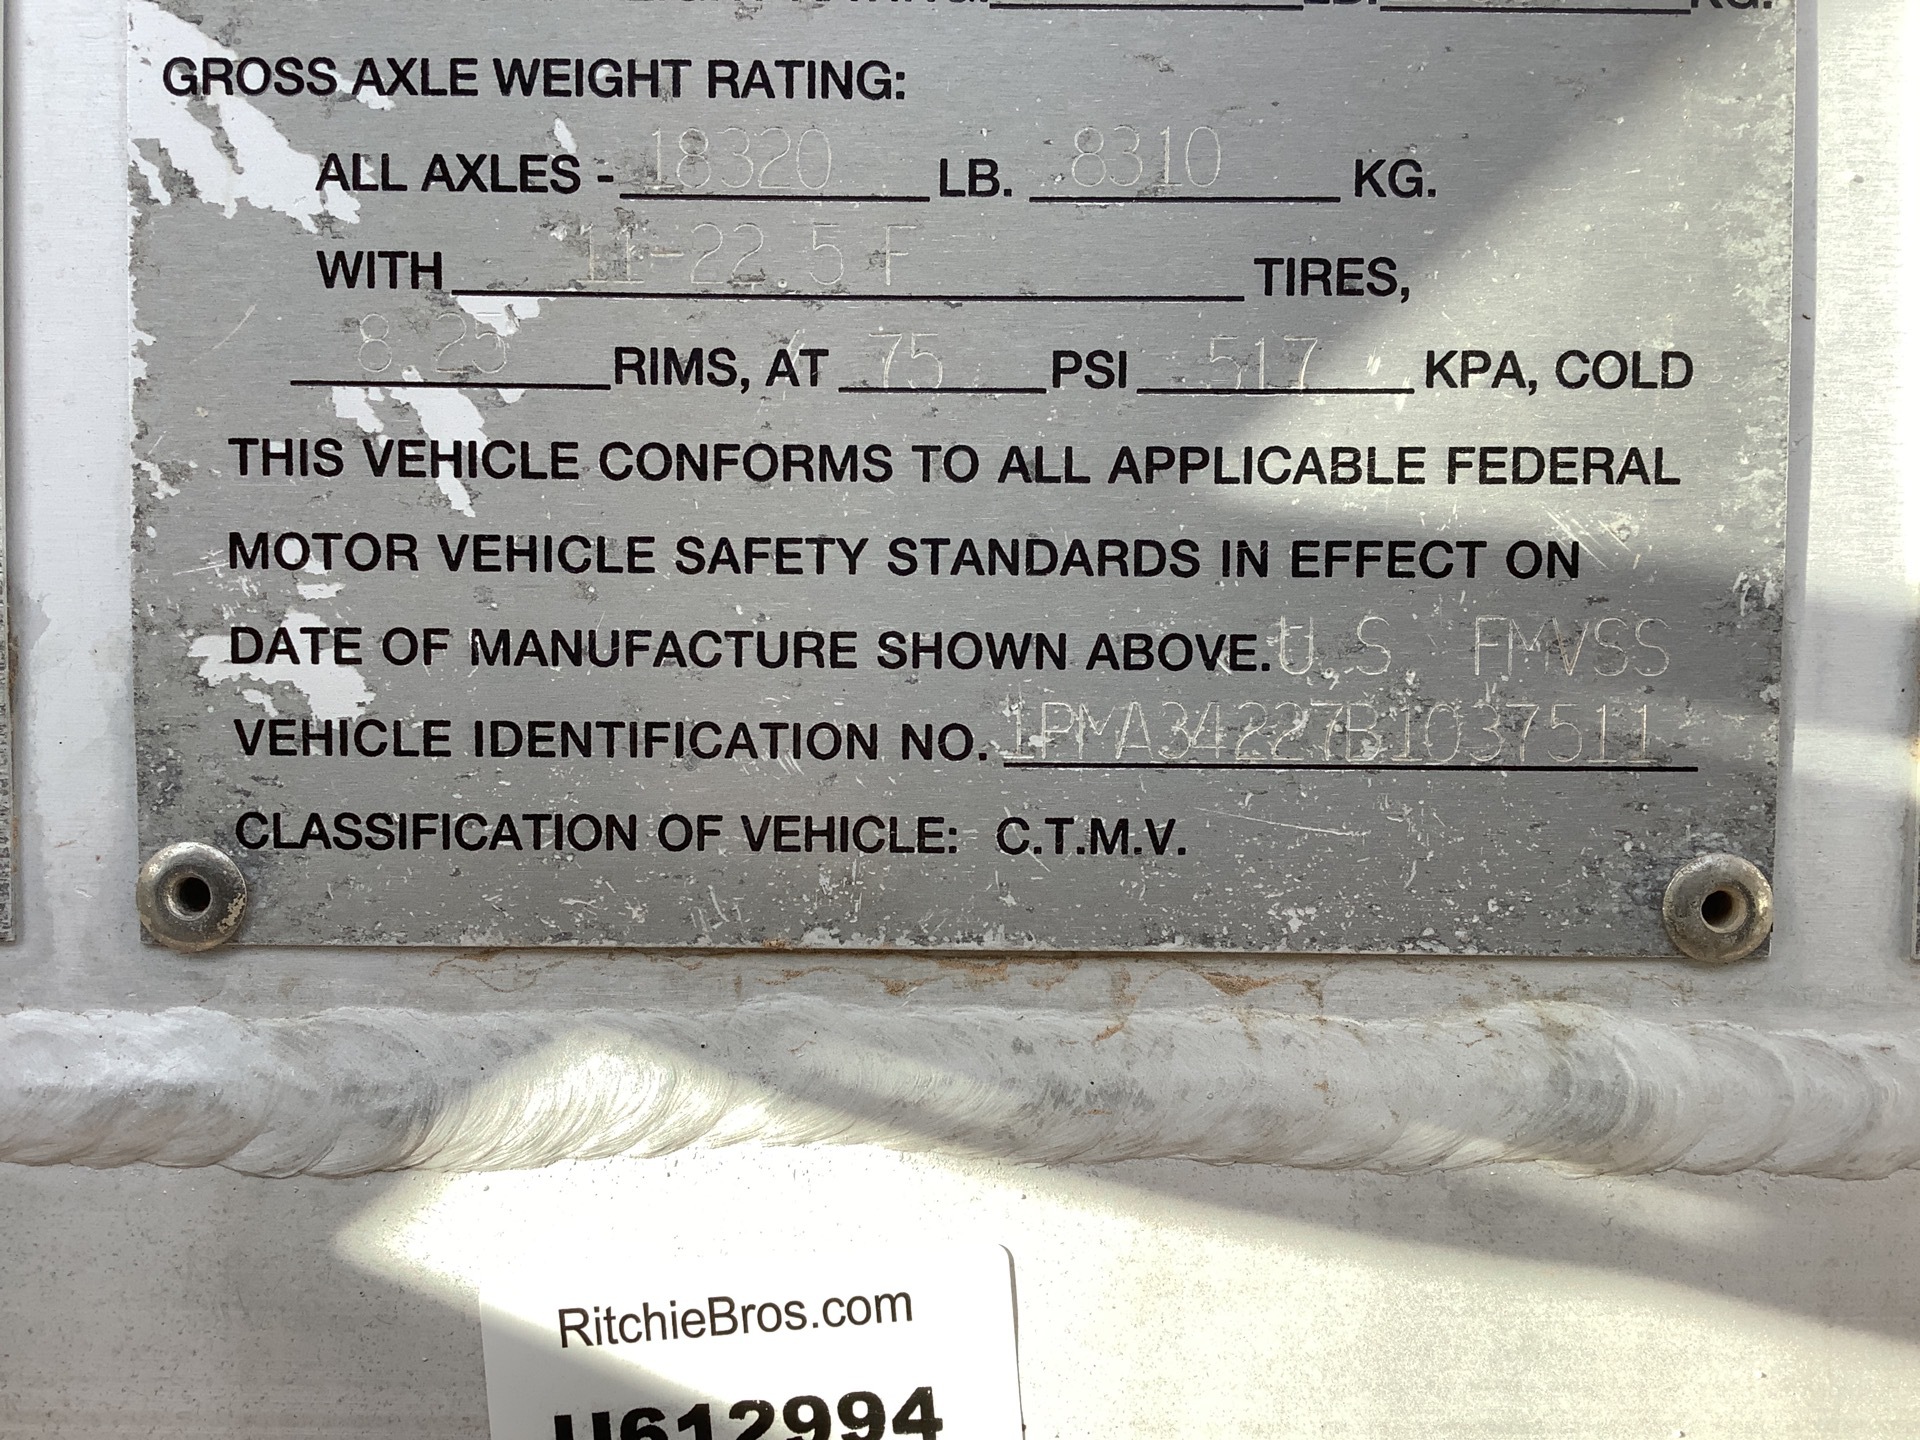 GROSS AXLE WEIGHT RATING:
ALL AXLES - 18320 LB. 8310 KG.
WITH 11-22.5 F TIRES,
8.25 RIMS, AT 75 PSI 517 KPA, COLD
THIS VEHICLE CONFORMS TO ALL APPLICABLE FEDERAL
MOTOR VEHICLE SAFETY STANDARDS IN EFFECT ON
DATE OF MANUFACTURE SHOWN ABOVE. U.S FMVSS
VEHICLE IDENTIFICATION NO. 1PMA34227B1037511
CLASSIFICATION OF VEHICLE: C.T.M.V.
RitchieBros.com
U612994